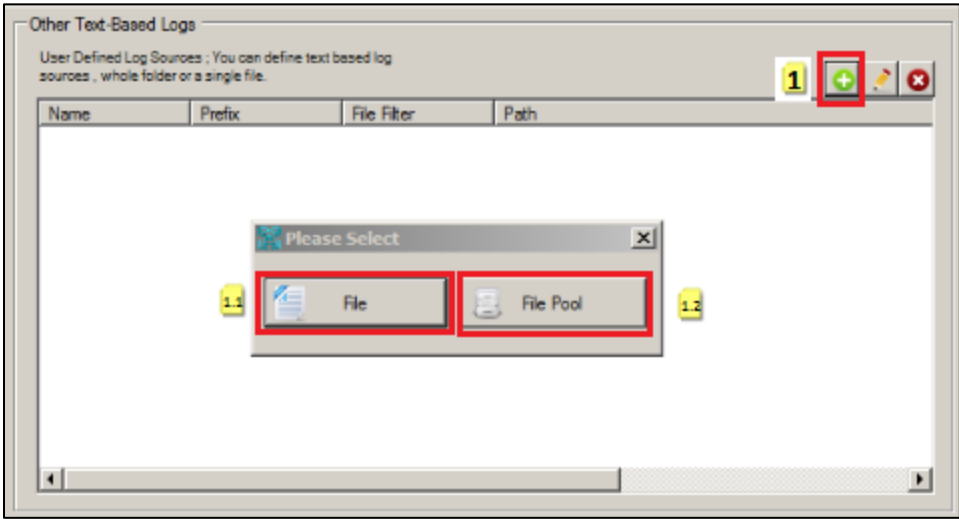 Other Text-Based Logs
User Defined Log Sources ; You can define text based log
sources , whole folder or a single file.
1
Name Prefix File Filter Path
Please Select
1.1 File File Pool 1.2